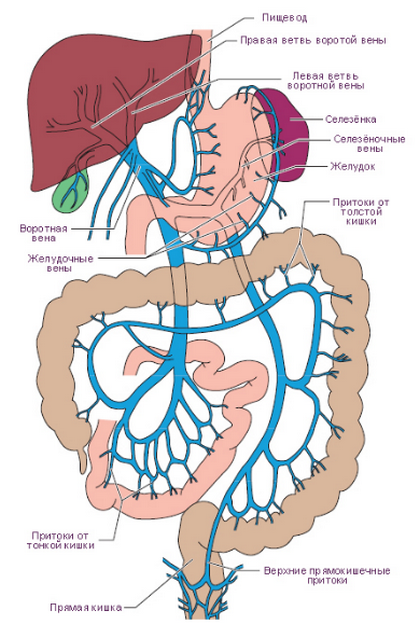 Пищевод
Правая ветвь воротой вены
Левая ветвь
воротной вены
Селезёнка
Селезёночные
вены
Желудок
Притоки от
толстой
кишки
Воротная
вена
Желудочные
вены
Притоки от
тонкой кишки
Верхние прямокишечные
притоки
Прямая кишка